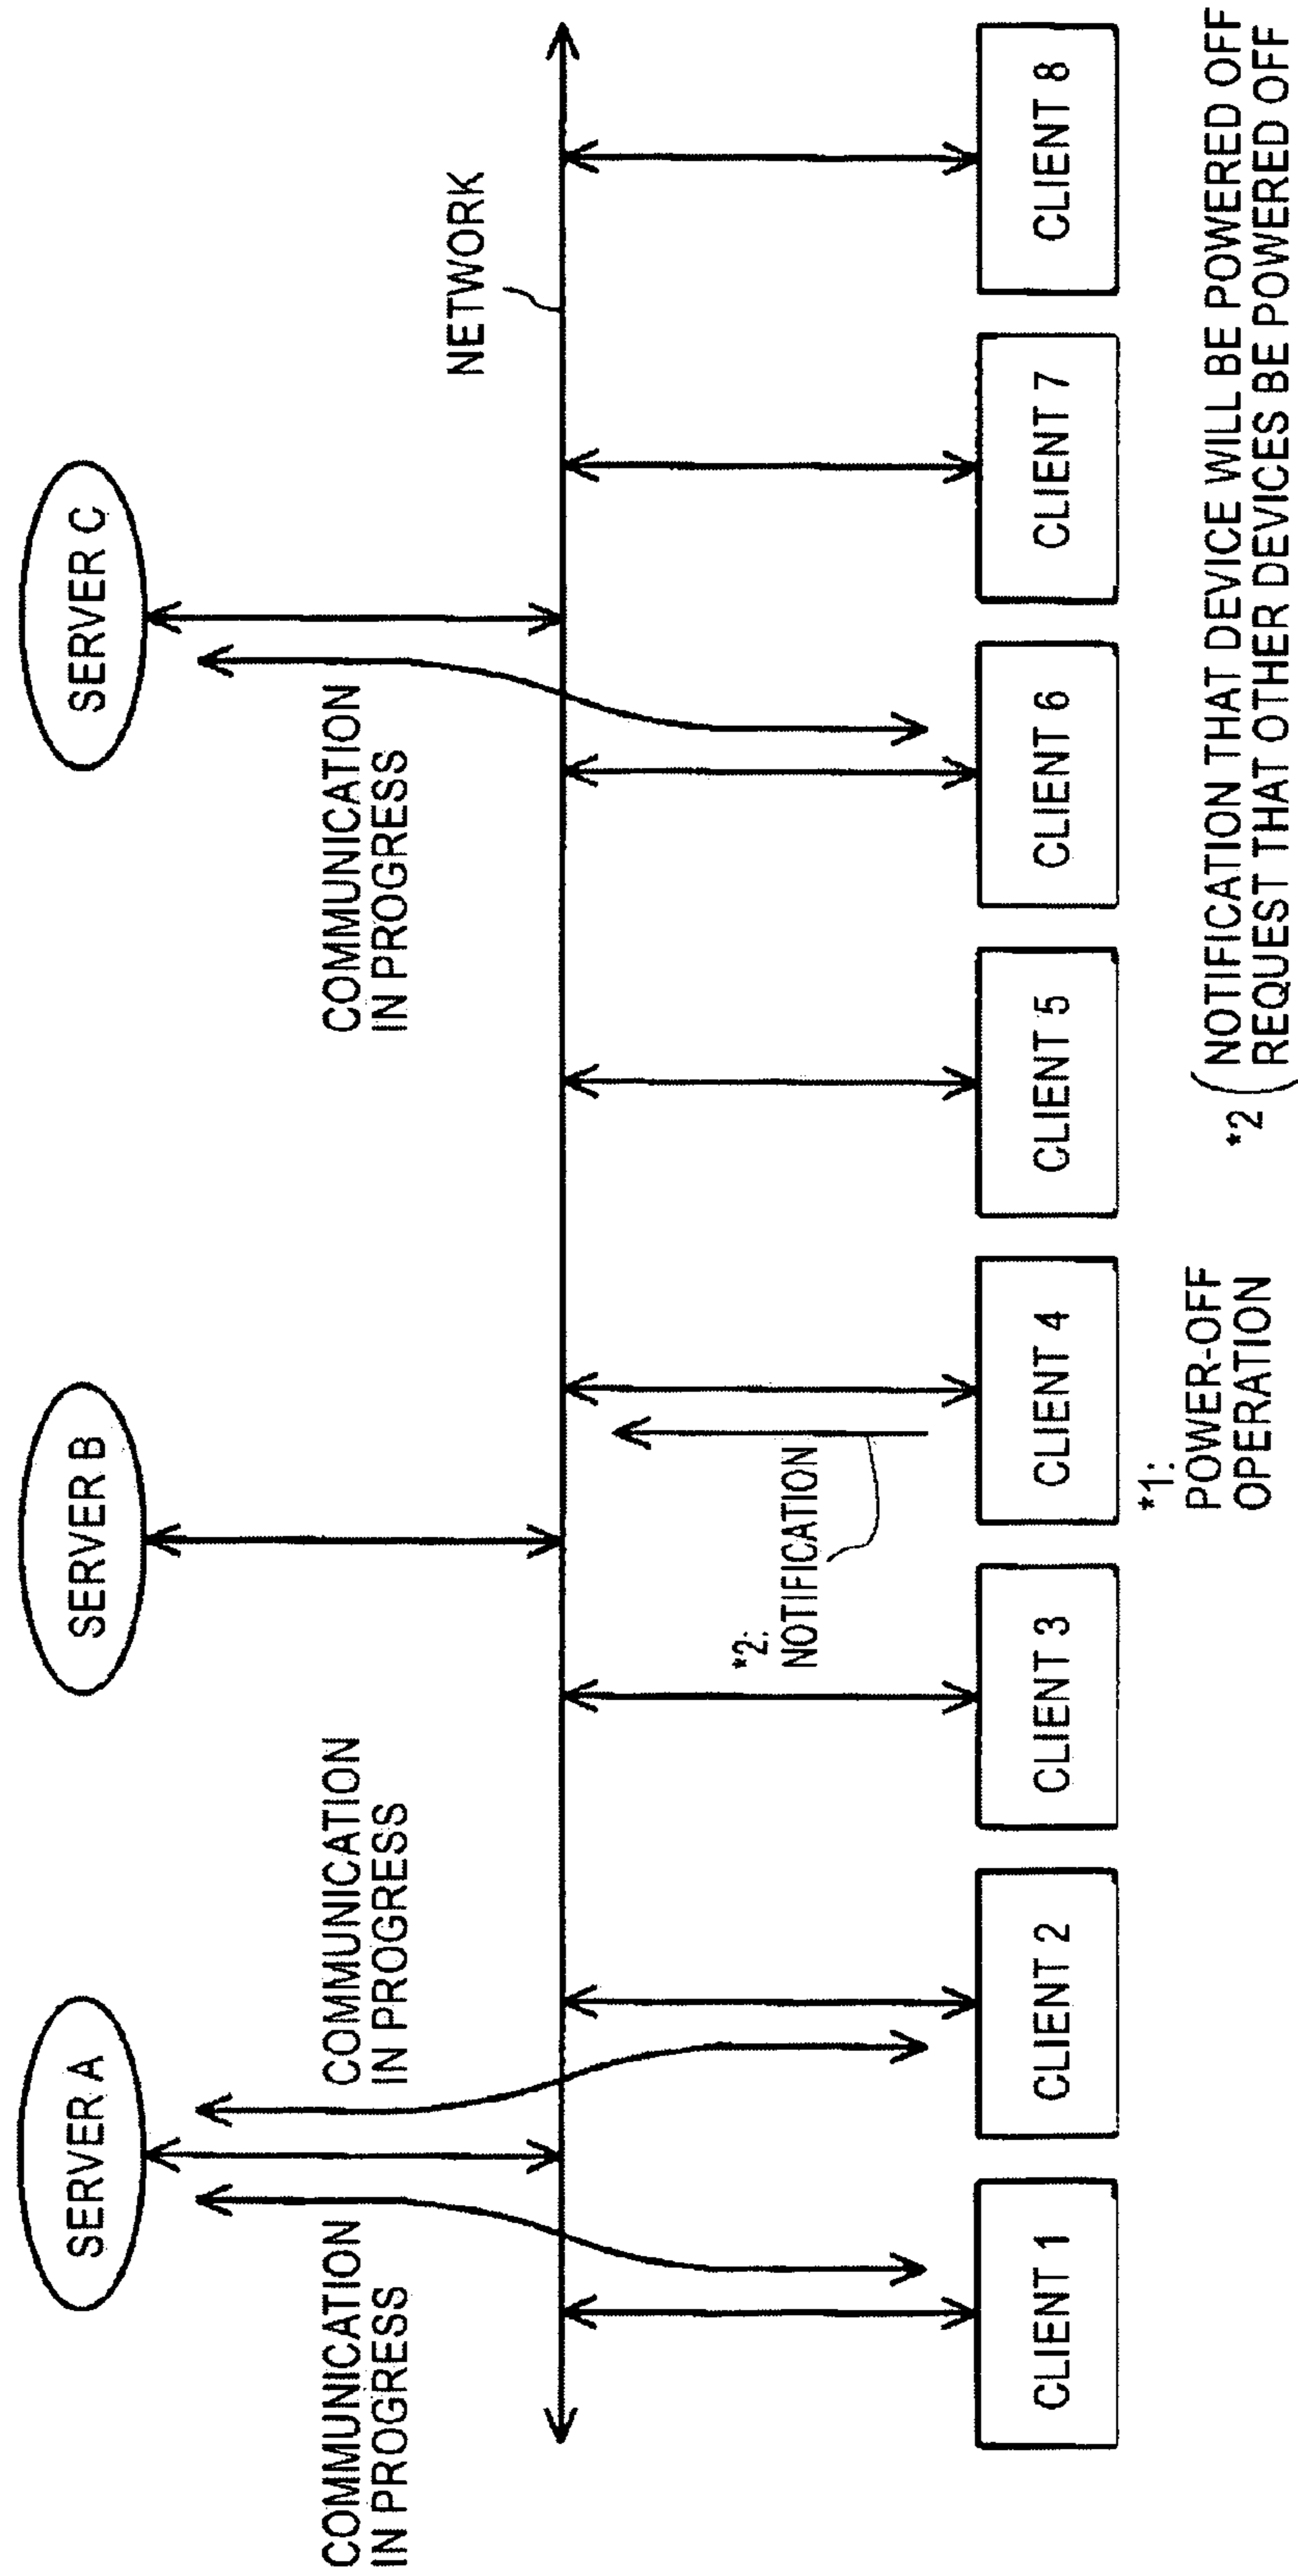 SERVER A
SERVER B
SERVER C
COMMUNICATION
IN PROGRESS
COMMUNICATION
IN PROGRESS
COMMUNICATION
IN PROGRESS
NETWORK
*2:
NOTIFICATION
CLIENT 1
CLIENT 2
CLIENT 3
CLIENT 4
CLIENT 5
CLIENT 6
CLIENT 7
CLIENT 8
*1:
POWER-OFF
OPERATION
*2 (NOTIFICATION THAT DEVICE WILL BE POWERED OFF
REQUEST THAT OTHER DEVICES BE POWERED OFF